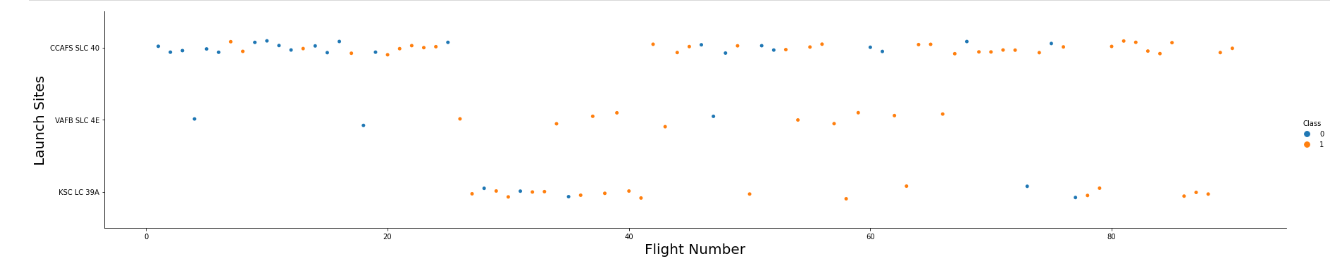 Launch Sites
CCAFS SLC 40
VAFB SLC 4E
KSC LC 39A
0 20 40 60 80
Flight Number
Class
0
1